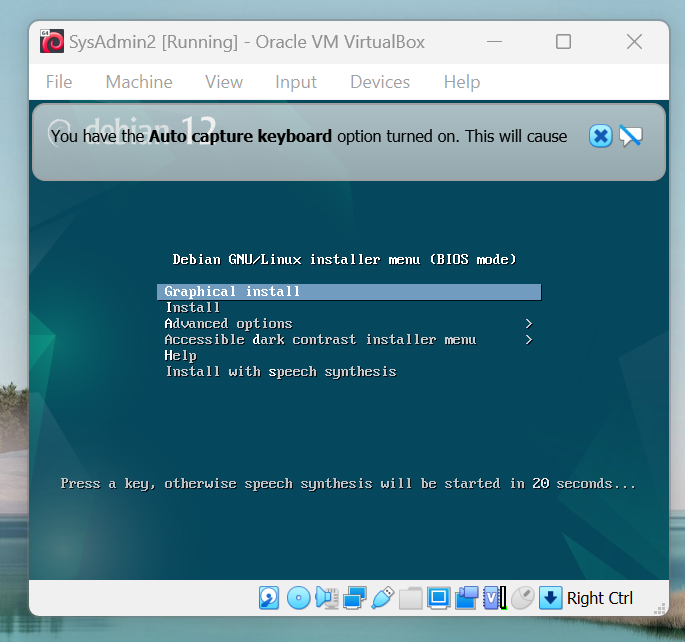 SysAdmin2 [Running] - Oracle VM VirtualBox
File Machine View Input Devices Help
debian 12
You have the Auto capture keyboard option turned on. This will cause
Debian GNU/Linux installer menu (BIOS mode)
Graphical install
Install
Advanced options >
Accessible dark contrast installer menu >
Help
Install with speech synthesis
Press a key, otherwise speech synthesis will be started in 20 seconds...
Right Ctrl